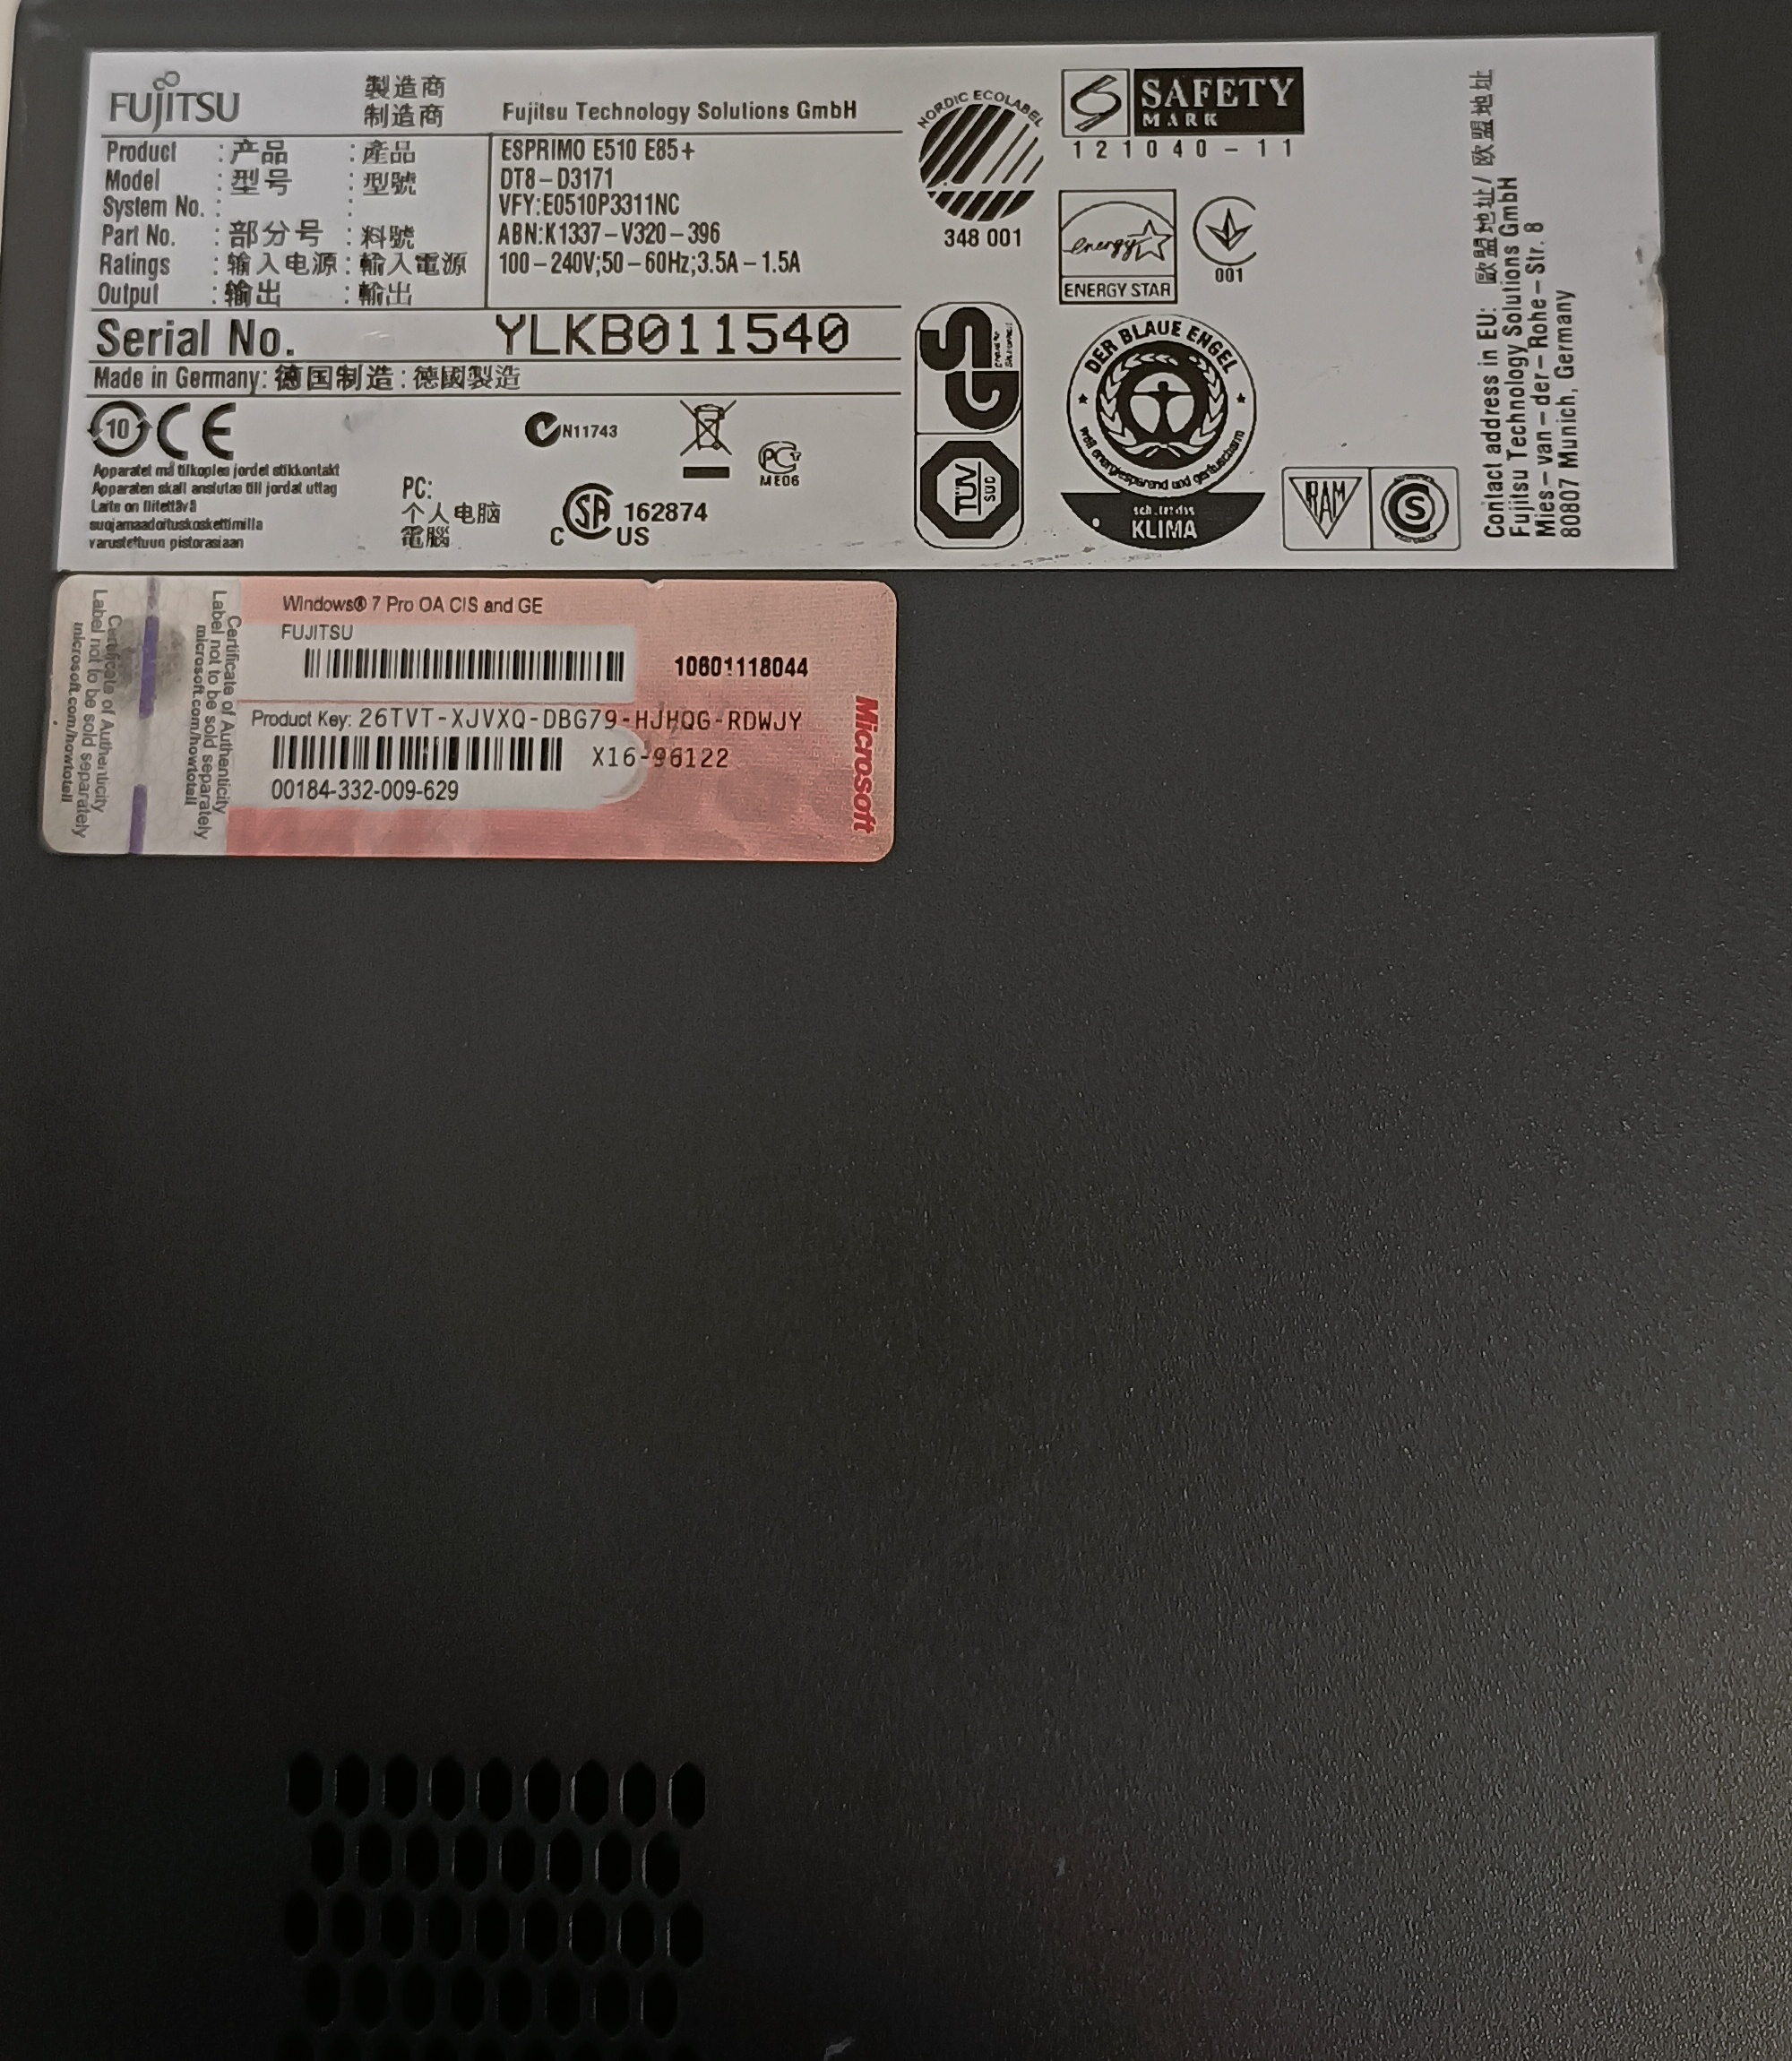 FUJITSU
製造商
制造商
Fujitsu Technology Solutions GmbH
Product : 产品 : 產品 ESPRIMO E510 E85+
Model : 型号 : 型號 DT8-D3171
System No. : : VFY:E0510P3311NC
Part No. : 部分号 : 料號 ABN:K1337-V320-396
Ratings : 输入电源 : 輸入電源 100-240V;50-60Hz;3.5A-1.5A
Output : 输出 : 輸出
Serial No. YLKB011540
Made in Germany: 德国制造 : 德國製造
10 CE
N11743
ME06
Apparatet må tilkoples jordet stikkontakt
Apparaten skall anslutas till jordat uttag
Laite on liitettävä
suojamaadoituskoskettimilla
varustettuun pistorasiaan
PC:
个人电脑
電腦
C SA US 162874
NORDIC ECOLABEL
348 001
SAFETY
MARK
121040-11
energy
ENERGY STAR
001
GS
TÜV
SÜD
DER BLAUE ENGEL
weil energiesparend und geräuscharm
schützt das
KLIMA
IRAM
S
Contact address in EU: 歐盟地址/ 欧盟地址
Fujitsu Technology Solutions GmbH
Mies-van-der-Rohe-Str. 8
80807 Munich, Germany
Certificate of Authenticity
Label not to be sold separately
microsoft.com/howtotell
Certificate of Authenticity
Label not to be sold separately
microsoft.com/howtotell
Windows® 7 Pro OA CIS and GE
FUJITSU
10601118044
Product Key: 26TVT-XJVXQ-DBG79-HJHQG-RDWJY
X16-96122
00184-332-009-629
Microsoft